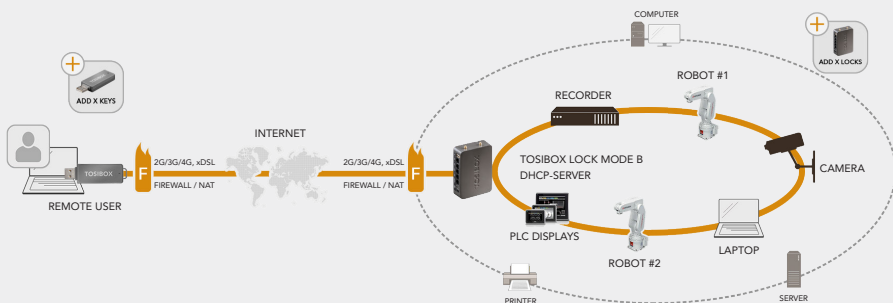 COMPUTER
ADD X LOCKS
ADD X KEYS
ROBOT #1
RECORDER
INTERNET
2G/3G/4G, xDSL
FIREWALL / NAT
F
TOSIBOX
REMOTE USER
2G/3G/4G, xDSL
FIREWALL / NAT
F
TOSIBOX LOCK MODE B
DHCP-SERVER
CAMERA
PLC DISPLAYS
ROBOT #2
LAPTOP
PRINTER
SERVER